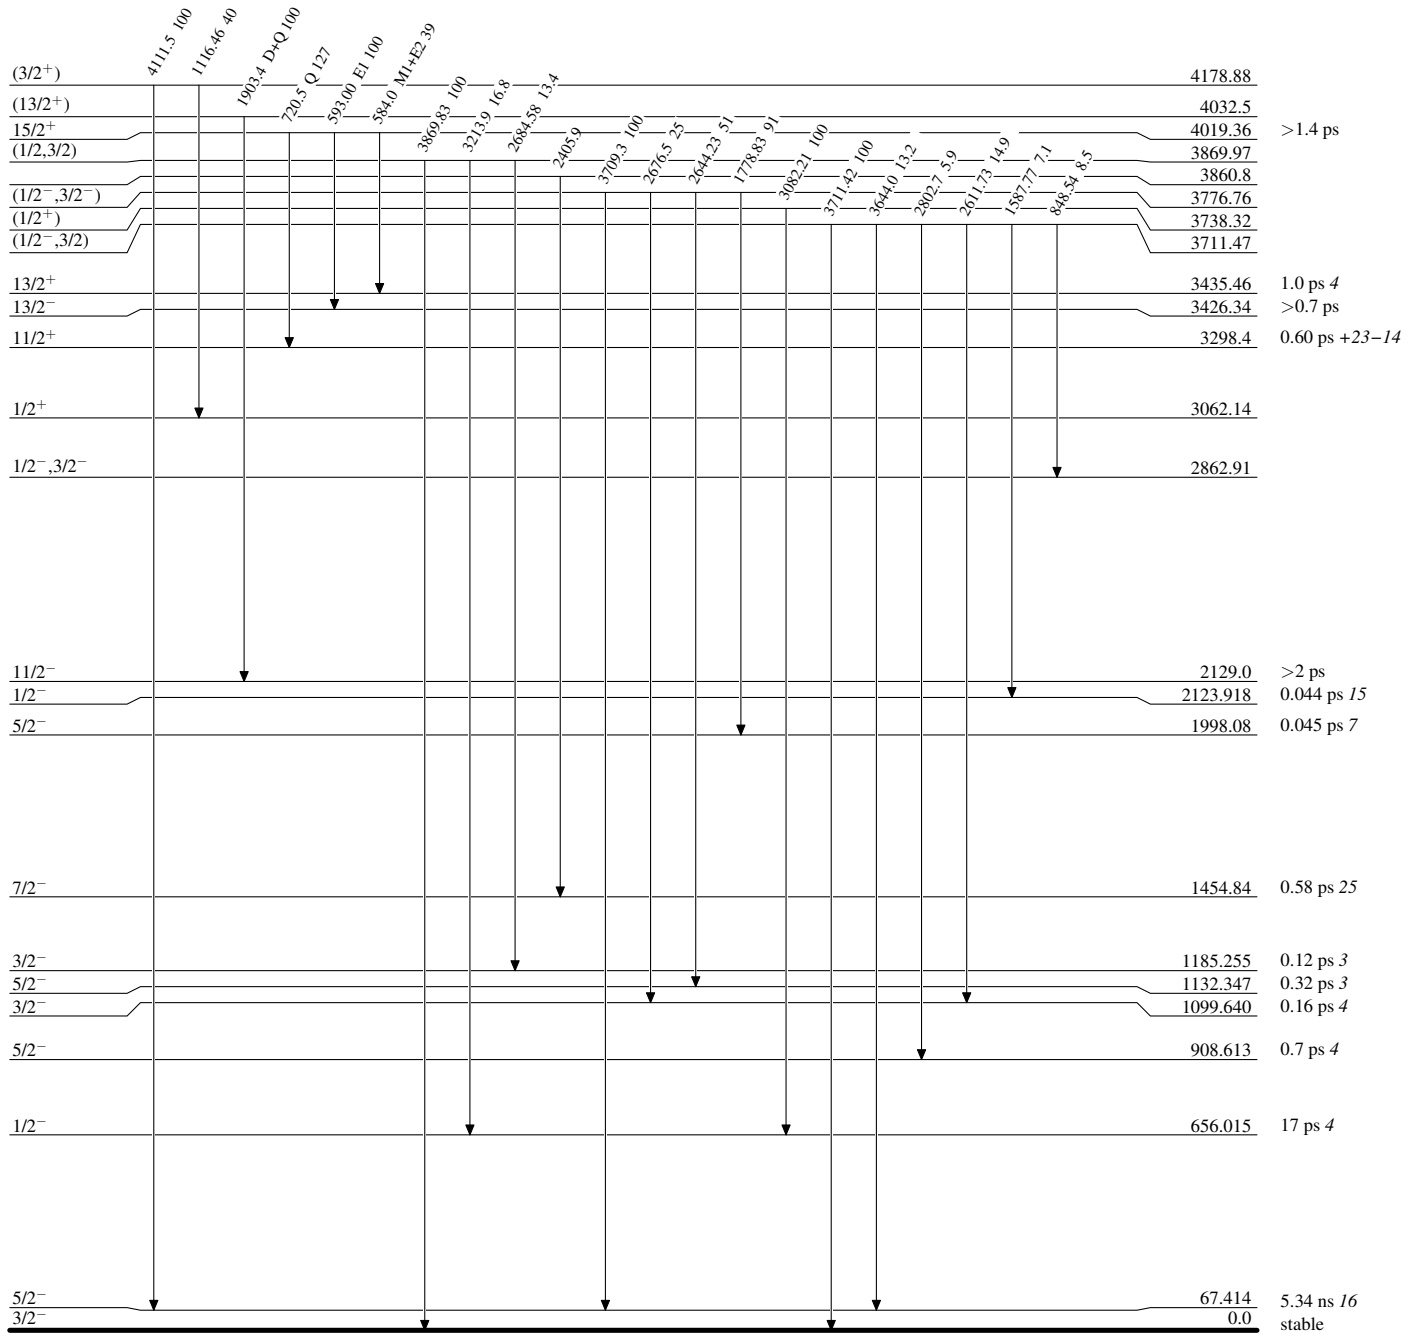 4111.5 100
1116.46 40
1903.4 D+Q 100
720.5 Q 127
593.00 E1 100
584.0 M1+E2 39
3869.83 100
3213.9 16.8
2684.58 13.4
2405.9
3709.3 100
2676.5 25
2644.23 51
1778.83 91
3082.21 100
3711.42 100
3644.0 13.2
2802.7 5.9
2611.73 14.9
1587.77 7.1
848.54 8.5
(3/2⁺) 4178.88
(13/2⁺) 4032.5
15/2⁺ 4019.36 >1.4 ps
(1/2,3/2) 3869.97
3860.8
(1/2⁻,3/2⁻) 3776.76
(1/2⁺) 3738.32
(1/2⁻,3/2) 3711.47
13/2⁺ 3435.46 1.0 ps 4
13/2⁻ 3426.34 >0.7 ps
11/2⁺ 3298.4 0.60 ps +23−14
1/2⁺ 3062.14
1/2⁻,3/2⁻ 2862.91
11/2⁻ 2129.0 >2 ps
1/2⁻ 2123.918 0.044 ps 15
5/2⁻ 1998.08 0.045 ps 7
7/2⁻ 1454.84 0.58 ps 25
3/2⁻ 1185.255 0.12 ps 3
5/2⁻ 1132.347 0.32 ps 3
3/2⁻ 1099.640 0.16 ps 4
5/2⁻ 908.613 0.7 ps 4
1/2⁻ 656.015 17 ps 4
5/2⁻ 67.414 5.34 ns 16
3/2⁻ 0.0 stable